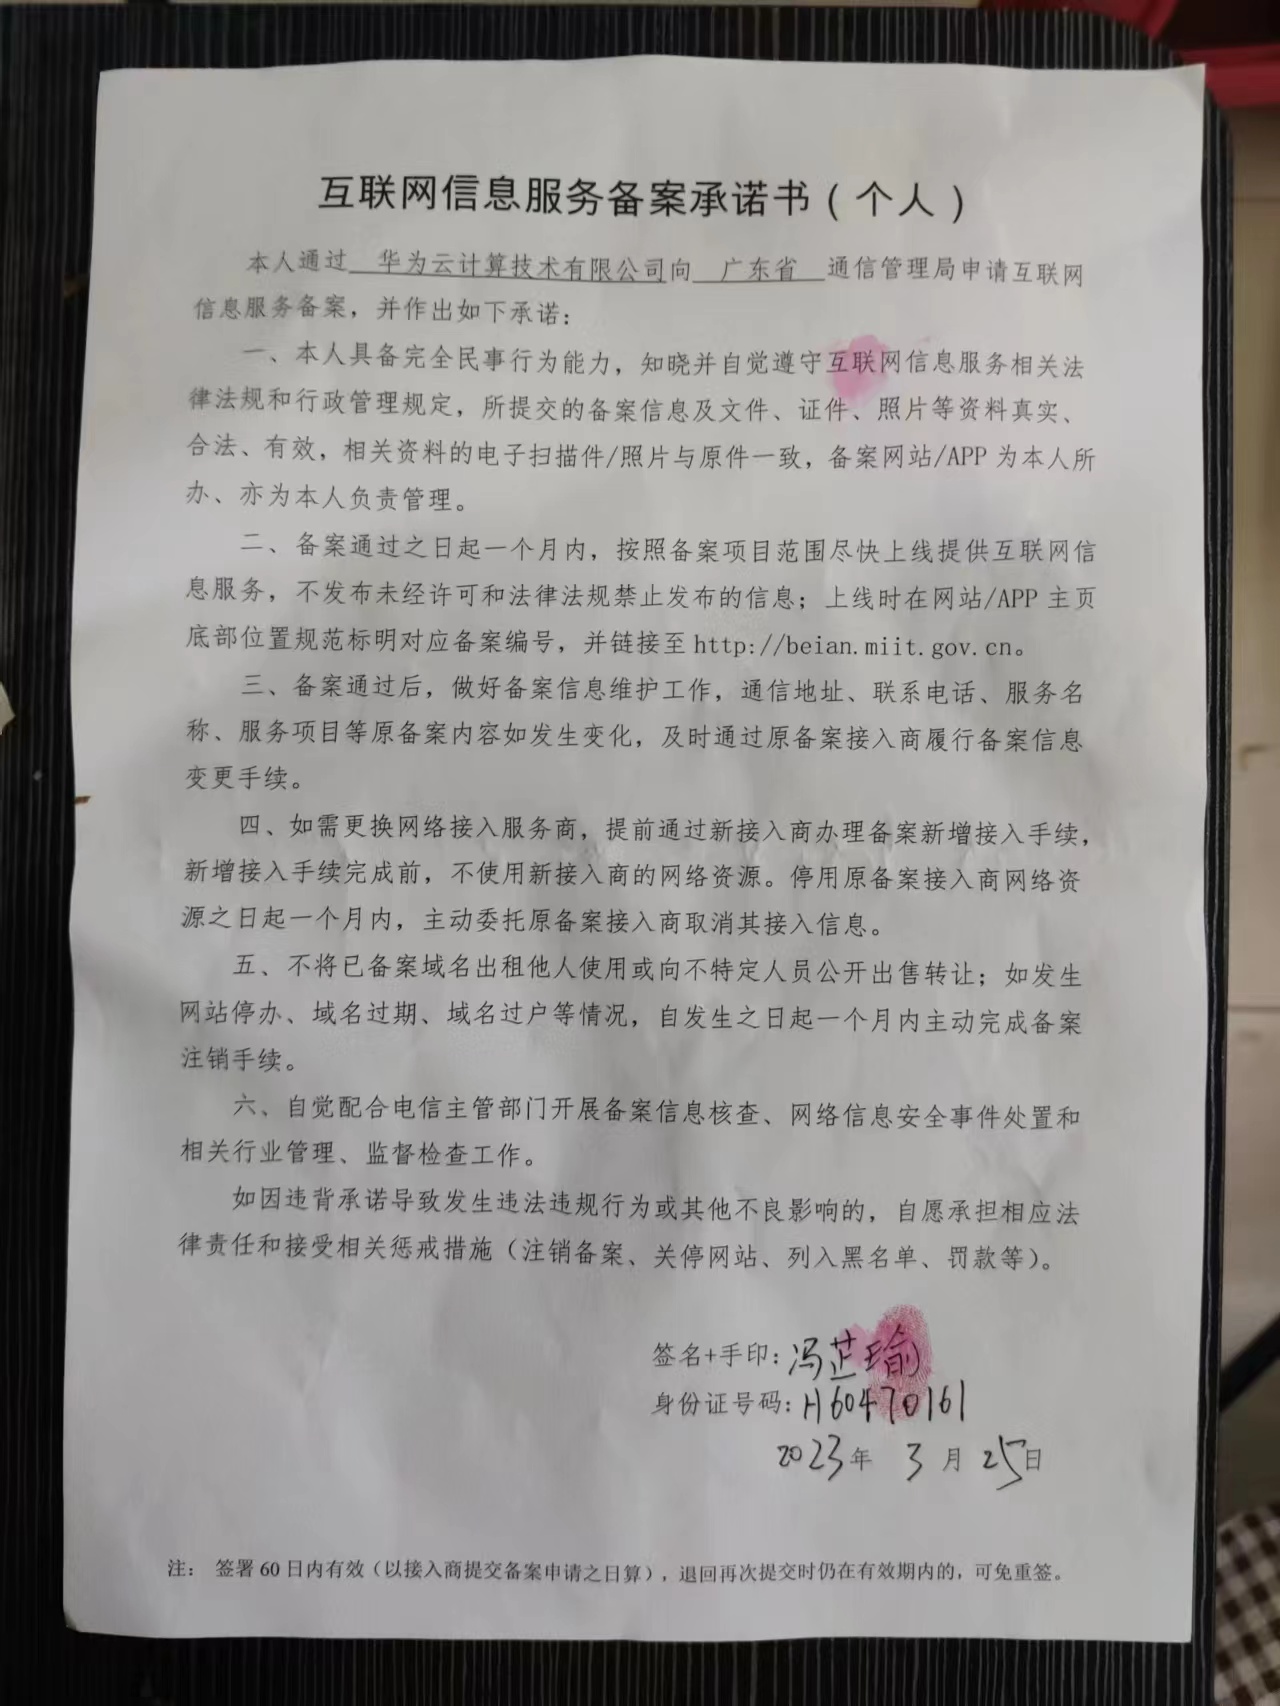 互联网信息服务备案承诺书（个人）
本人通过 华为云计算技术有限公司向 广东省 通信管理局申请互联网
信息服务备案，并作出如下承诺：
一、本人具备完全民事行为能力，知晓并自觉遵守互联网信息服务相关法
律法规和行政管理规定，所提交的备案信息及文件、证件、照片等资料真实、
合法、有效，相关资料的电子扫描件/照片与原件一致，备案网站/APP 为本人所
办、亦为本人负责管理。
二、备案通过之日起一个月内，按照备案项目范围尽快上线提供互联网信
息服务，不发布未经许可和法律法规禁止发布的信息；上线时在网站/APP 主页
底部位置规范标明对应备案编号，并链接至 http://beian.miit.gov.cn。
三、备案通过后，做好备案信息维护工作，通信地址、联系电话、服务名
称、服务项目等原备案内容如发生变化，及时通过原备案接入商履行备案信息
变更手续。
四、如需更换网络接入服务商，提前通过新接入商办理备案新增接入手续，
新增接入手续完成前，不使用新接入商的网络资源。停用原备案接入商网络资
源之日起一个月内，主动委托原备案接入商取消其接入信息。
五、不将已备案域名出租他人使用或向不特定人员公开出售转让；如发生
网站停办、域名过期、域名过户等情况，自发生之日起一个月内主动完成备案
注销手续。
六、自觉配合电信主管部门开展备案信息核查、网络信息安全事件处置和
相关行业管理、监督检查工作。
如因违背承诺导致发生违法违规行为或其他不良影响的，自愿承担相应法
律责任和接受相关惩戒措施（注销备案、关停网站、列入黑名单、罚款等）。
签名+手印：冯芷瑜
身份证号码：H60470161
2023年 3 月 25日
注： 签署 60 日内有效（以接入商提交备案申请之日算），退回再次提交时仍在有效期内的，可免重签。